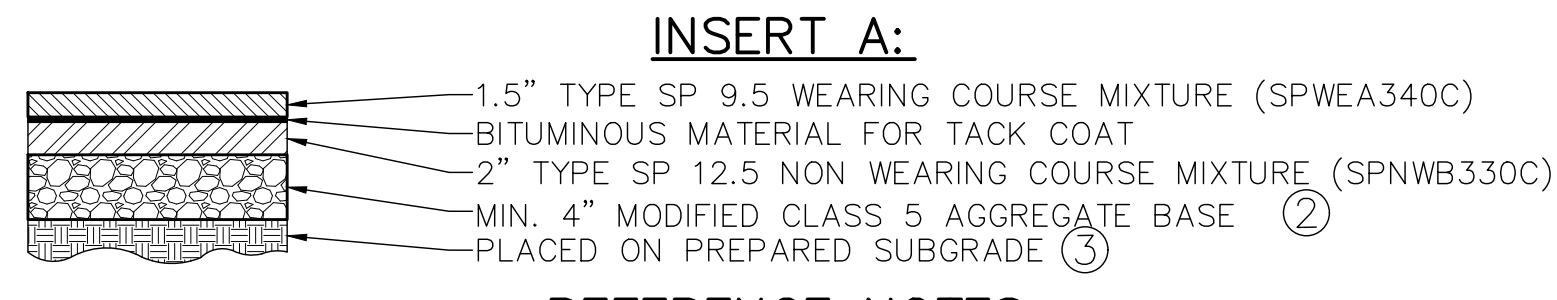 INSERT A:
1.5" TYPE SP 9.5 WEARING COURSE MIXTURE (SPWEA340C)
BITUMINOUS MATERIAL FOR TACK COAT
2" TYPE SP 12.5 NON WEARING COURSE MIXTURE (SPNWB330C)
MIN. 4" MODIFIED CLASS 5 AGGREGATE BASE ②
PLACED ON PREPARED SUBGRADE ③